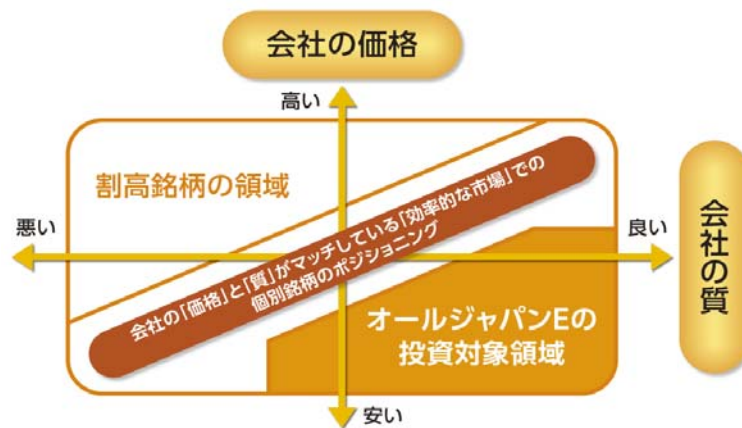 会社の価格
高い
割高銘柄の領域
会社の「価格」と「質」がマッチしている「効率的な市場」での
個別銘柄のポジショニング
悪い
良い
会社の質
オールジャパンEの
投資対象領域
安い